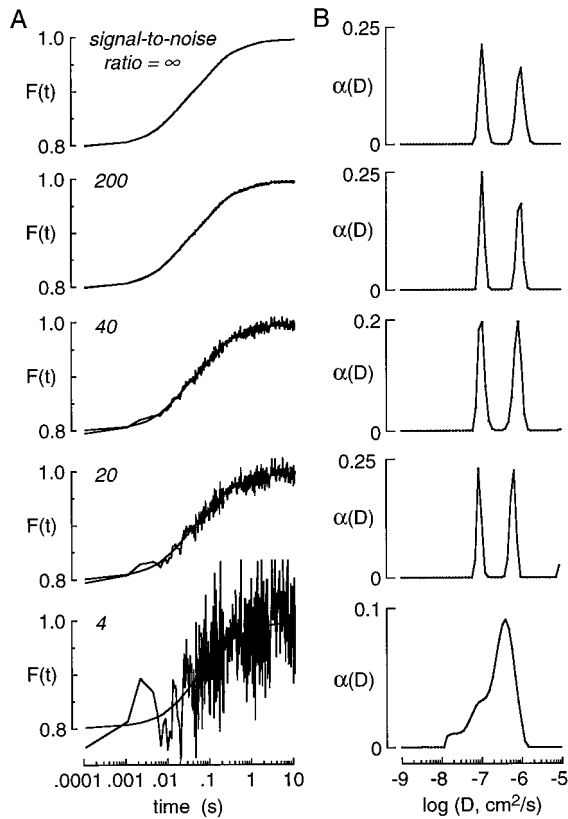 A
B
1.0
signal-to-noise
ratio = ∞
F(t)
0.8
0.25
α(D)
0
1.0
200
F(t)
0.8
0.25
α(D)
0
1.0
40
F(t)
0.8
0.2
α(D)
0
1.0
20
F(t)
0.8
0.25
α(D)
0
1.0
4
F(t)
0.8
0.1
α(D)
0
.0001 .001 .01 .1 1 10
time (s)
-9 -8 -7 -6 -5
log (D, cm²/s)